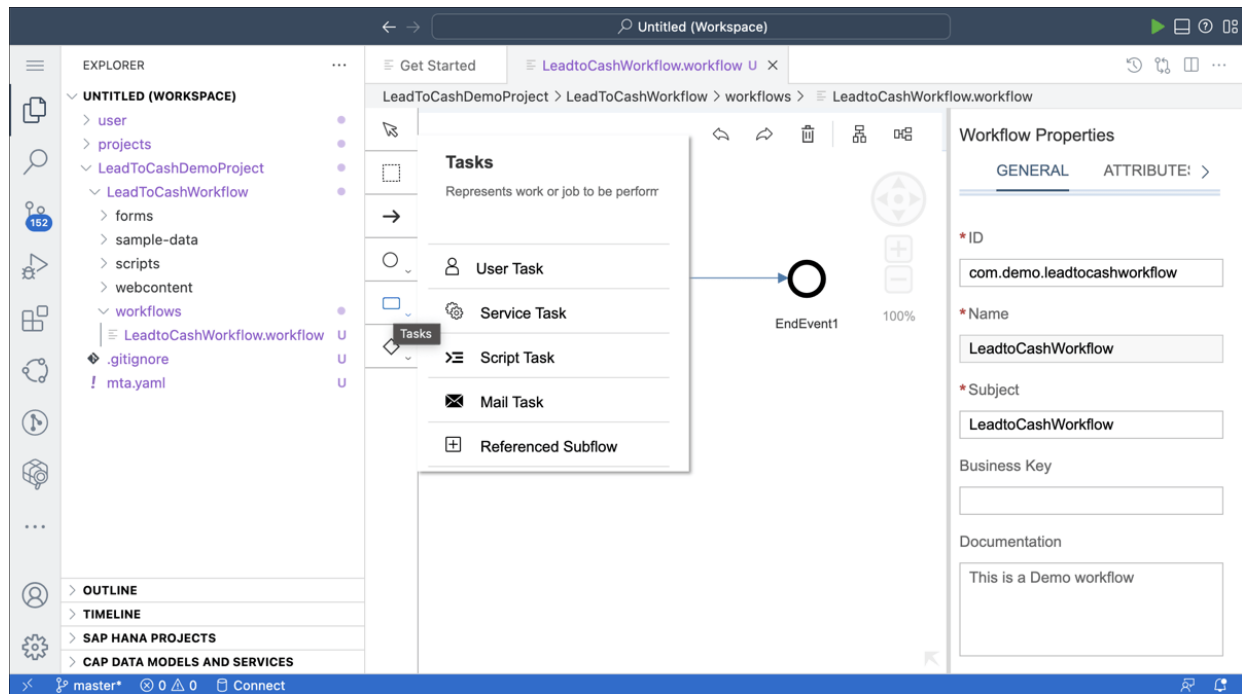 Untitled (Workspace)
EXPLORER
Get Started
LeadtoCashWorkflow.workflow U
UNTITLED (WORKSPACE)
user
projects
LeadToCashDemoProject
LeadToCashWorkflow
forms
sample-data
scripts
webcontent
workflows
LeadtoCashWorkflow.workflow U
.gitignore U
mta.yaml U
152
OUTLINE
TIMELINE
SAP HANA PROJECTS
CAP DATA MODELS AND SERVICES
LeadToCashDemoProject > LeadToCashWorkflow > workflows > LeadtoCashWorkflow.workflow
Tasks
Represents work or job to be perform
User Task
Service Task
Script Task
Mail Task
Referenced Subflow
Tasks
EndEvent1
100%
Workflow Properties
GENERAL ATTRIBUTES
*ID
com.demo.leadtocashworkflow
*Name
LeadtoCashWorkflow
*Subject
LeadtoCashWorkflow
Business Key
Documentation
This is a Demo workflow
master* 0 0 Connect